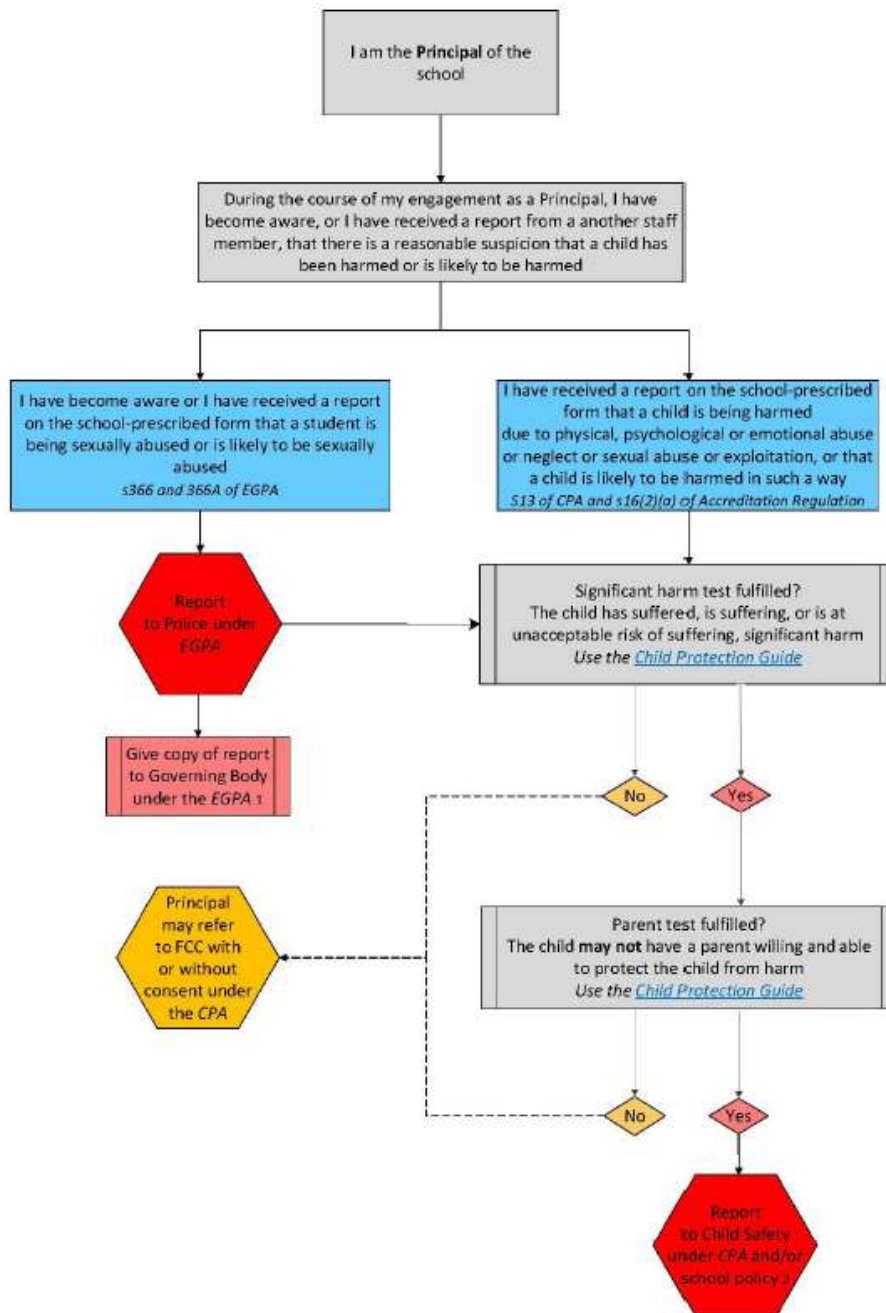 I am the Principal of the
school
During the course of my engagement as a Principal, I have
become aware, or I have received a report from a another staff
member, that there is a reasonable suspicion that a child has
been harmed or is likely to be harmed
I have become aware or I have received a report
on the school-prescribed form that a student is
being sexually abused or is likely to be sexually
abused
s366 and 366A of EGPA
I have received a report on the school-prescribed
form that a child is being harmed
due to physical, psychological or emotional abuse
or neglect or sexual abuse or exploitation, or that
a child is likely to be harmed in such a way
S13 of CPA and s16(2)(a) of Accreditation Regulation
Report
to Police under
EGPA
Significant harm test fulfilled?
The child has suffered, is suffering, or is at
unacceptable risk of suffering, significant harm
Use the Child Protection Guide
Give copy of report
to Governing Body
under the EGPA 1
No
Yes
Principal
may refer
to FCC with
or without
consent under
the CPA
Parent test fulfilled?
The child may not have a parent willing and able
to protect the child from harm
Use the Child Protection Guide
No
Yes
Report
to Child Safety
under CPA and/or
school policy 2